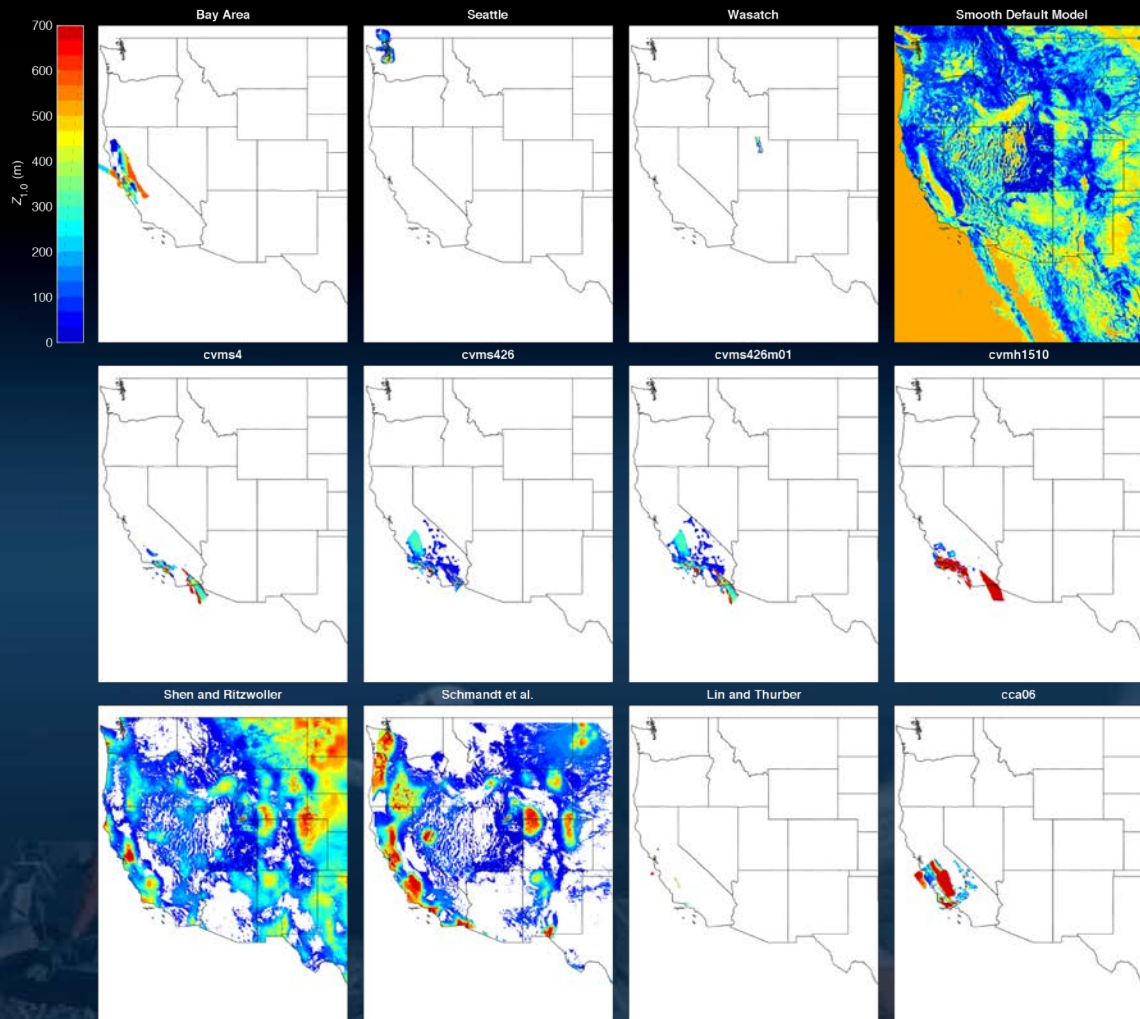 Bay Area
Seattle
Wasatch
Smooth Default Model
700
600
500
400
300
200
100
0
Z1.0 (m)
cvms4
cvms426
cvms426m01
cvmh1510
Shen and Ritzwoller
Schmandt et al.
Lin and Thurber
cca06